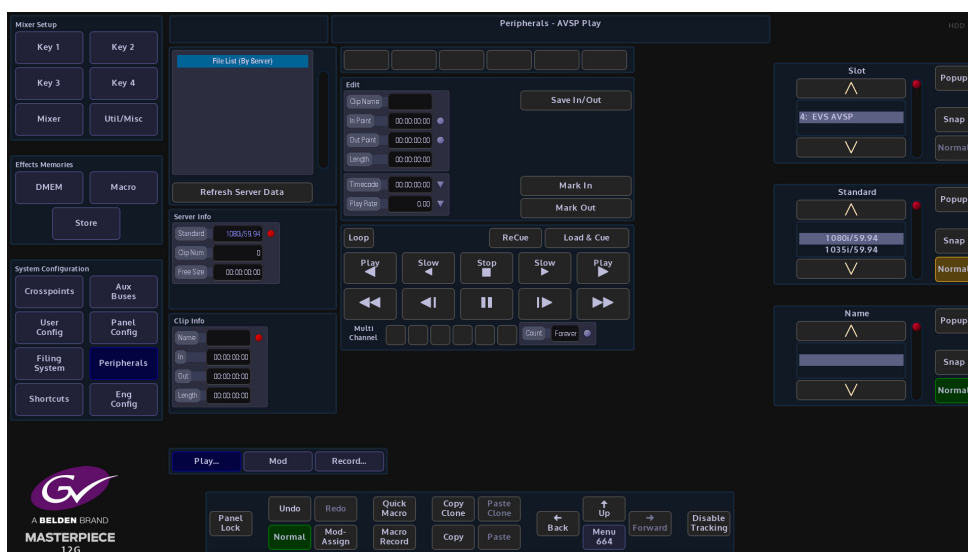 Peripherals - AVSP Play
HDD
Mixer Setup
Key 1
Key 2
Key 3
Key 4
Mixer
Util/Misc
Effects Memories
DMEM
Macro
Store
System Configuration
Crosspoints
Aux
Buses
User
Config
Panel
Config
Filing
System
Peripherals
Shortcuts
Eng
Config
File List (By Server)
Refresh Server Data
Server Info
Standard
1080i/59.94
Clip Num
0
Free Size
00:00:00:00
Clip Info
Name
In
00:00:00:00
Out
00:00:00:00
Length
00:00:00:00
Edit
Clip Name
In Point
00:00:00:00
Out Point
00:00:00:00
Length
00:00:00:00
Timecode
00:00:00:00
Play Rate
0.00
Save In/Out
Mark In
Mark Out
Loop
ReCue
Load & Cue
Play
Slow
Stop
Slow
Play
Multi
Channel
Count
Forever
Slot
4: EVS AVSP
Popup
Snap
Normal
Standard
1080i/59.94
1035i/59.94
Popup
Snap
Normal
Name
Popup
Snap
Normal
Play...
Mod
Record...
GV
A BELDEN BRAND
MASTERPIECE
12G
Panel
Lock
Undo
Redo
Normal
Mod-
Assign
Quick
Macro
Macro
Record
Copy
Clone
Paste
Clone
Copy
Paste
Back
Up
Menu
664
Forward
Disable
Tracking